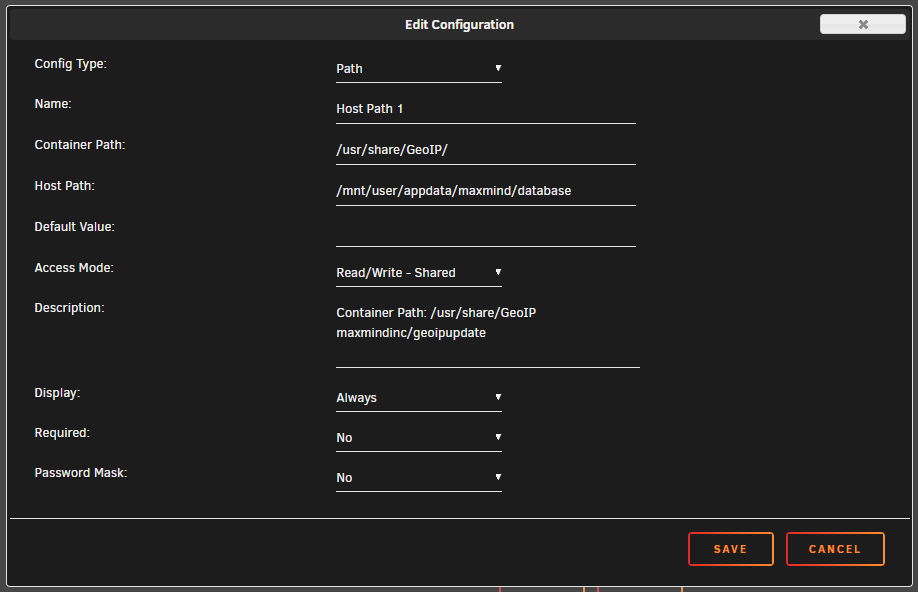 Edit Configuration
Config Type: Path
Name: Host Path 1
Container Path: /usr/share/GeoIP/
Host Path: /mnt/user/appdata/maxmind/database
Default Value:
Access Mode: Read/Write - Shared
Description: Container Path: /usr/share/GeoIP
maxmindinc/geoipupdate
Display: Always
Required: No
Password Mask: No
SAVE CANCEL